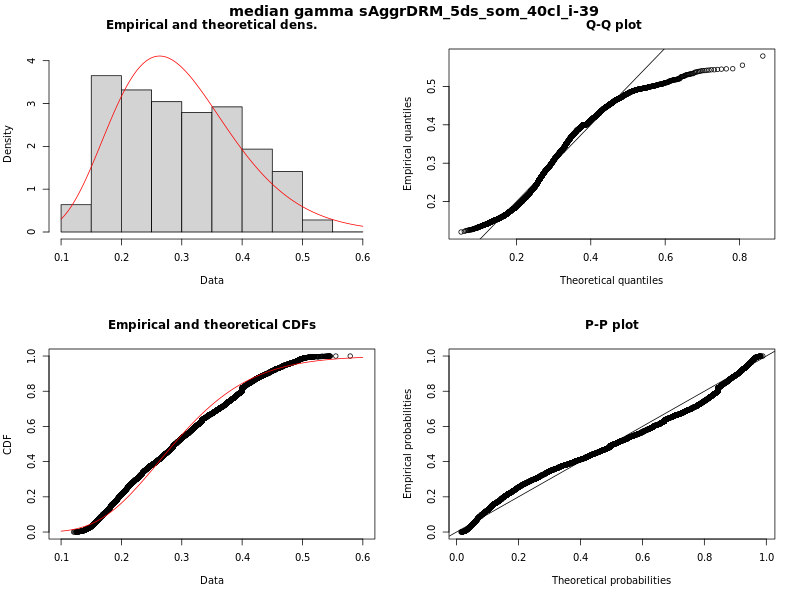 median gamma sAggrDRM_5ds_som_40cl_i-39
Empirical and theoretical dens.
Density
0 1 2 3 4
0.1 0.2 0.3 0.4 0.5 0.6
Data
Q-Q plot
Empirical quantiles
0.2 0.3 0.4 0.5
0.2 0.4 0.6 0.8
Theoretical quantiles
Empirical and theoretical CDFs
CDF
0.0 0.2 0.4 0.6 0.8 1.0
0.1 0.2 0.3 0.4 0.5 0.6
Data
P-P plot
Empirical probabilities
0.0 0.2 0.4 0.6 0.8 1.0
0.0 0.2 0.4 0.6 0.8 1.0
Theoretical probabilities